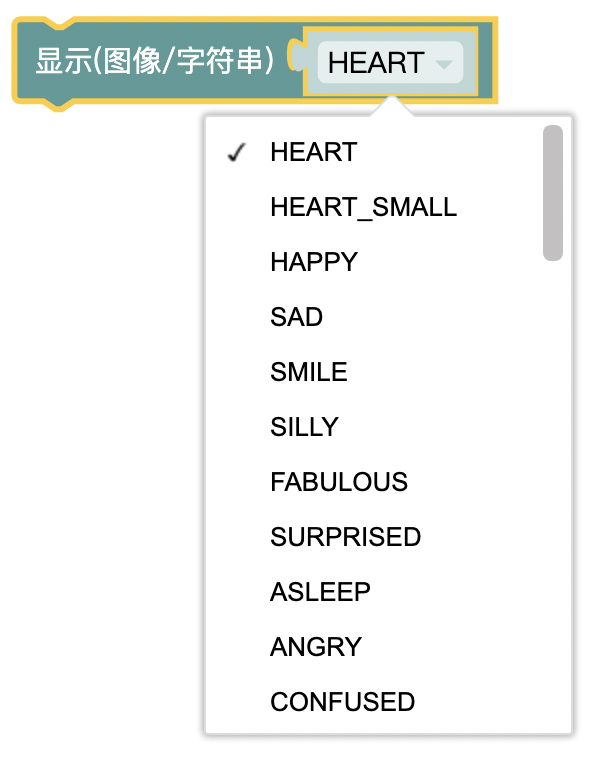 显示(图像/字符串) HEART
HEART
HEART_SMALL
HAPPY
SAD
SMILE
SILLY
FABULOUS
SURPRISED
ASLEEP
ANGRY
CONFUSED